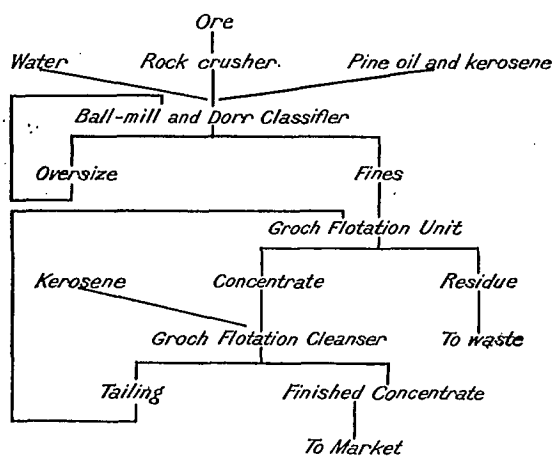 Ore
Water Rock crusher. Pine oil and kerosene
Ball-mill and Dorr Classifier
Oversize Fines
Groch Flotation Unit
Kerosene Concentrate Residue
Groch Flotation Cleanser To waste
Tailing Finished Concentrate
To Market